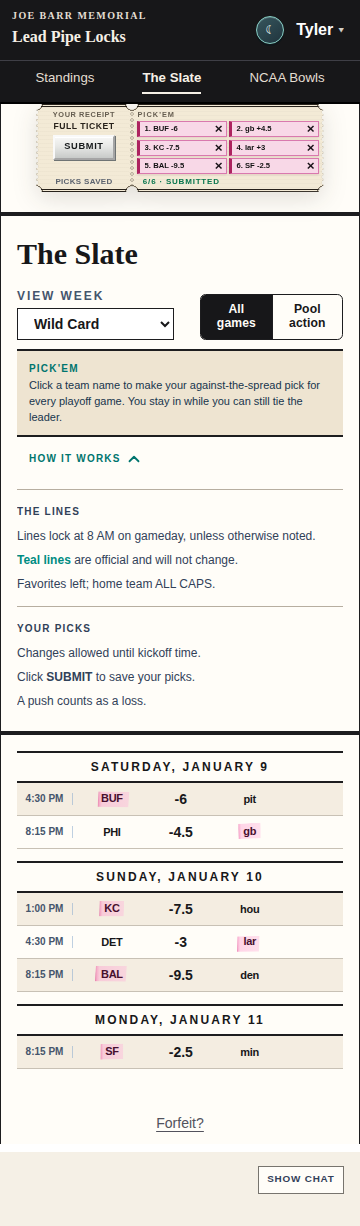 JOE BARR MEMORIAL
Lead Pipe Locks
Tyler
Standings The Slate NCAA Bowls
YOUR RECEIPT
FULL TICKET
SUBMIT
PICKS SAVED
PICK'EM
1. BUF -6 ✕ 2. gb +4.5 ✕
3. KC -7.5 ✕ 4. lar +3 ✕
5. BAL -9.5 ✕ 6. SF -2.5 ✕
6/6 · SUBMITTED
The Slate
VIEW WEEK
Wild Card
All games
Pool action
PICK'EM
Click a team name to make your against-the-spread pick for
every playoff game. You stay in while you can still tie the
leader.
HOW IT WORKS
THE LINES
Lines lock at 8 AM on gameday, unless otherwise noted.
Teal lines are official and will not change.
Favorites left; home team ALL CAPS.
YOUR PICKS
Changes allowed until kickoff time.
Click SUBMIT to save your picks.
A push counts as a loss.
SATURDAY, JANUARY 9
4:30 PM BUF -6 pit
8:15 PM PHI -4.5 gb
SUNDAY, JANUARY 10
1:00 PM KC -7.5 hou
4:30 PM DET -3 lar
8:15 PM BAL -9.5 den
MONDAY, JANUARY 11
8:15 PM SF -2.5 min
Forfeit?
SHOW CHAT